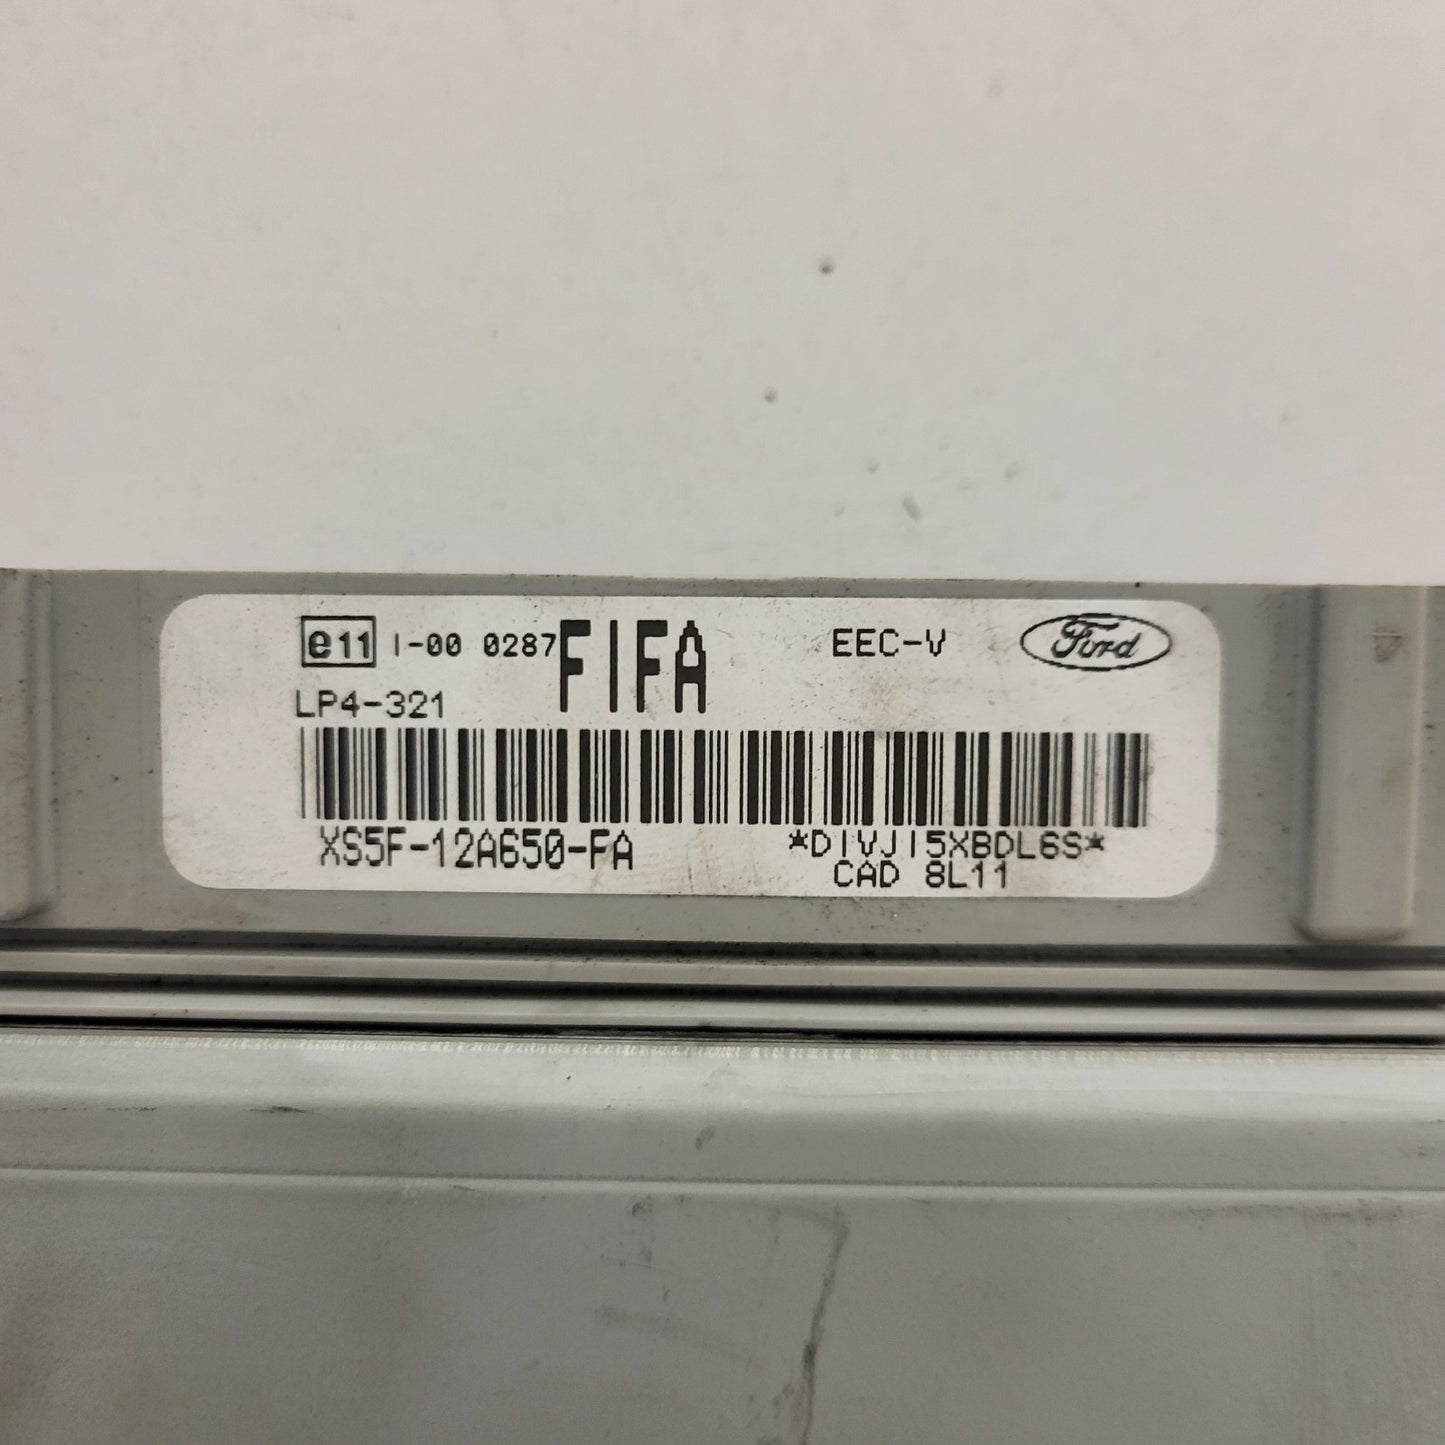 e11 I-00 0287 FIFA EEC-V Ford
LP4-321
XS5F-12A650-FA *DIVJI5XBDL6S*
CAD 8L11